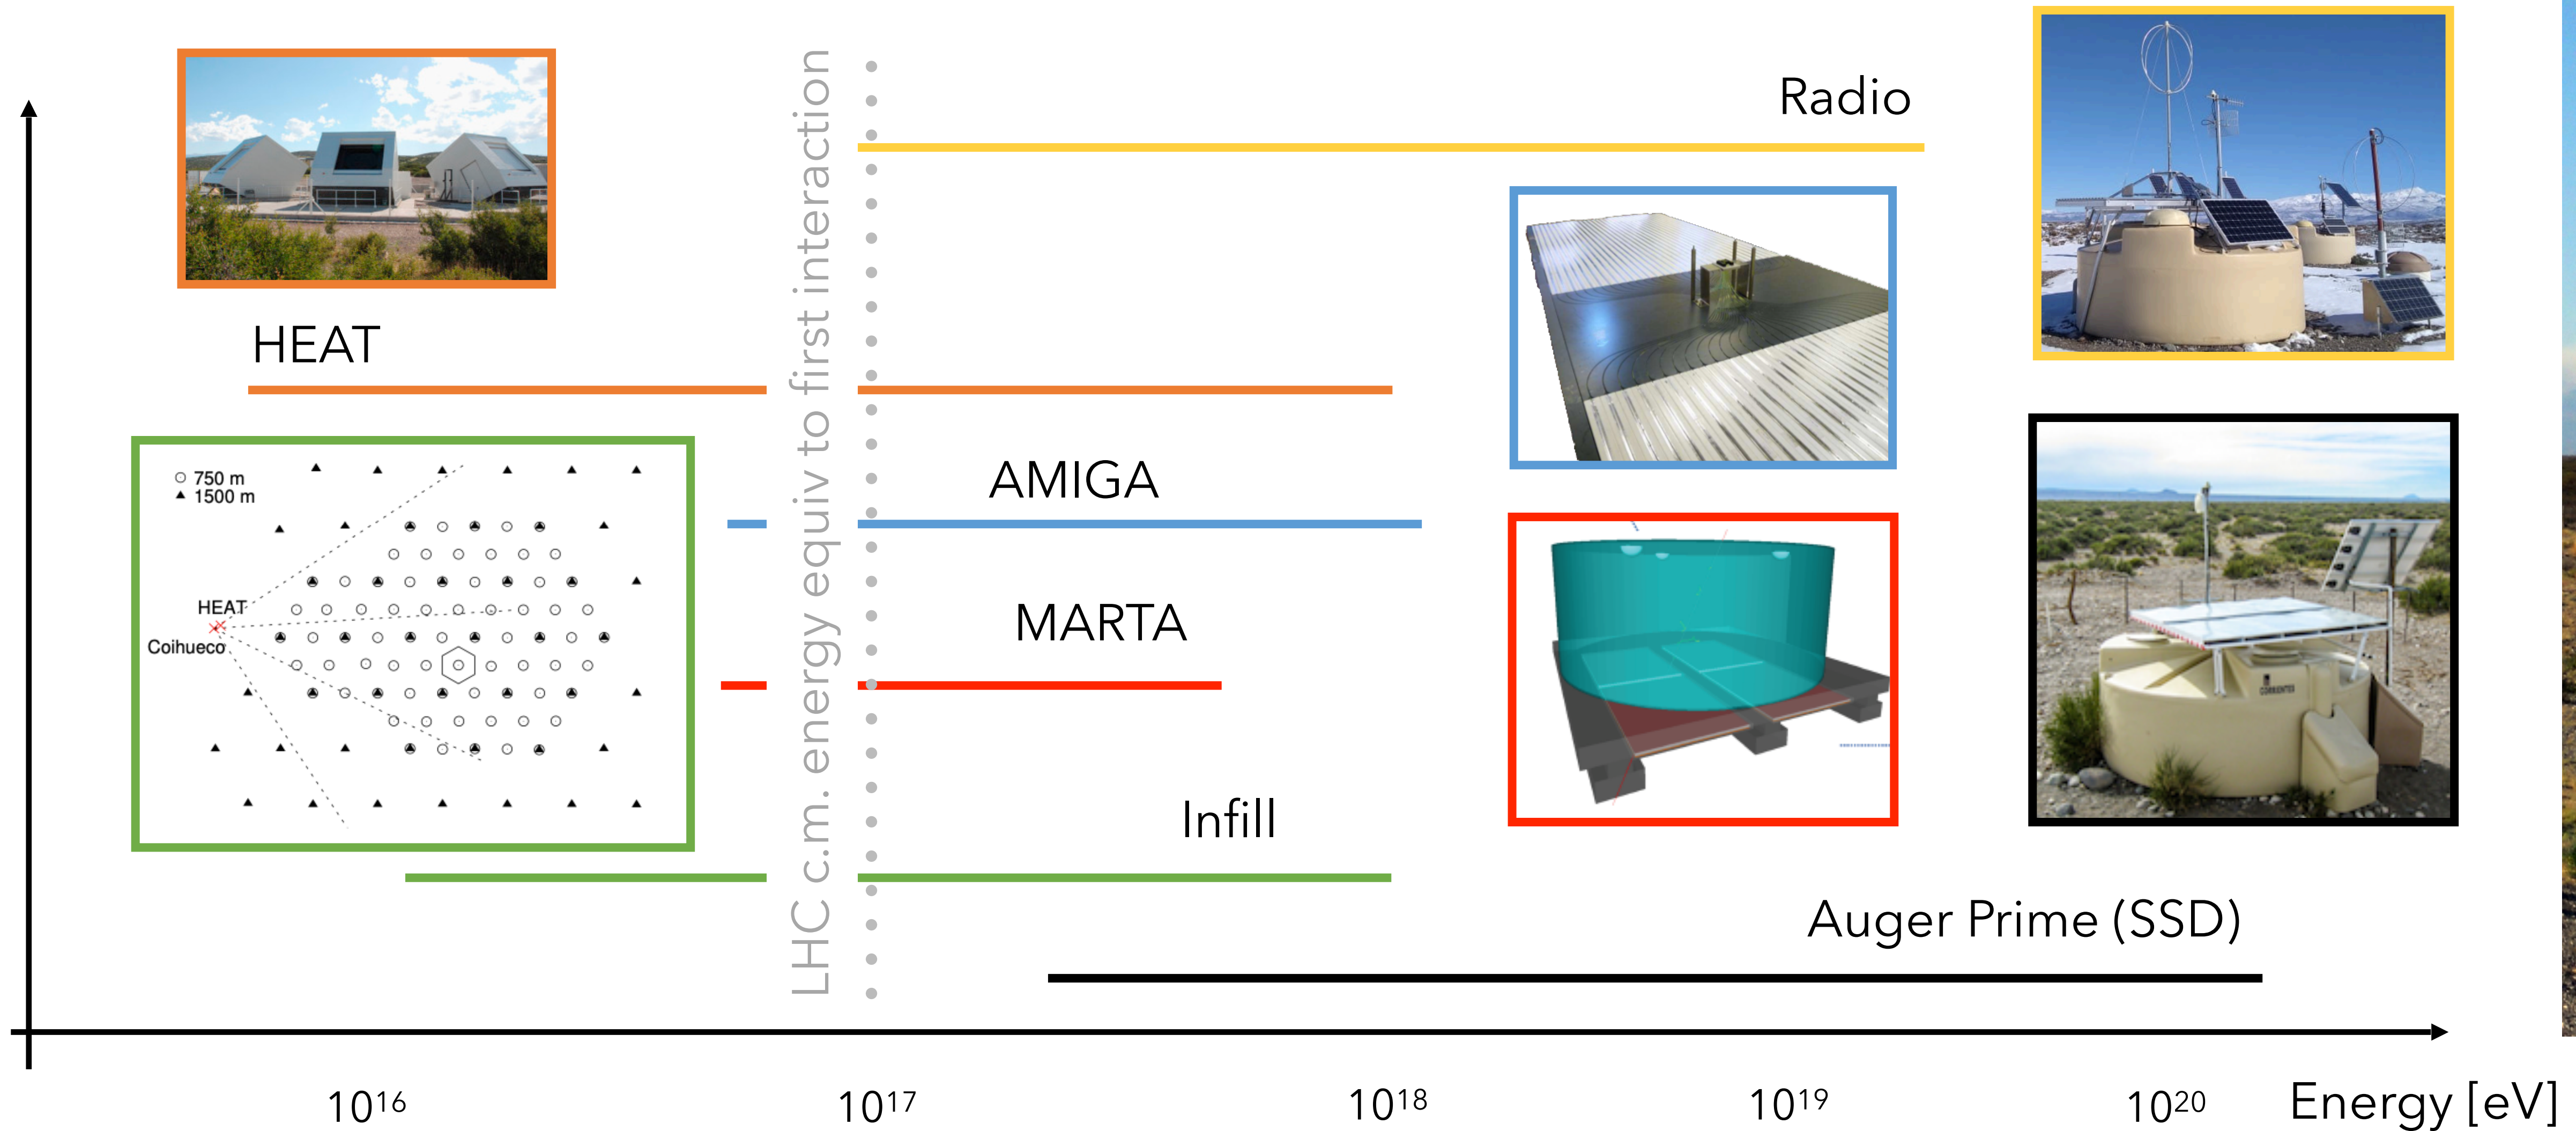 Radio
LHC c.m. energy equiv to first interaction
HEAT
AMIGA
750 m
1500 m
HEAT
Coihueco
MARTA
Infill
CORRIENTES
Auger Prime (SSD)
10¹⁶
10¹⁷
10¹⁸
10¹⁹
10²⁰
Energy [eV]